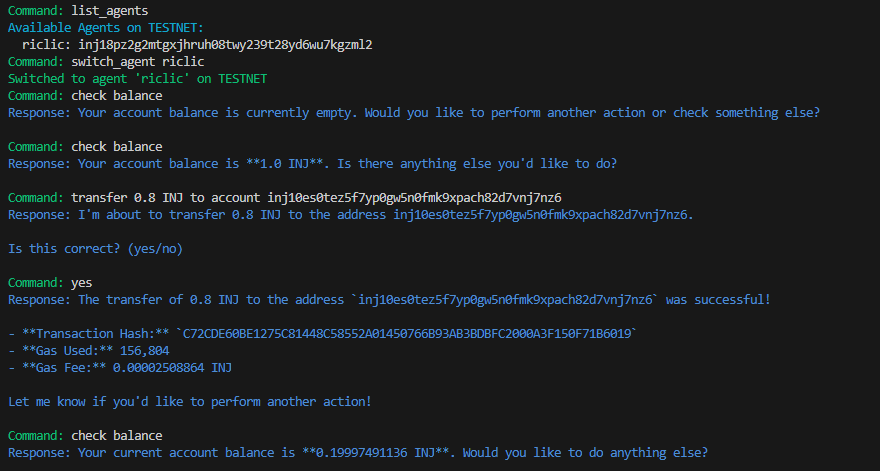 Command: list_agents
Available Agents on TESTNET:
riclic: inj18pz2g2mtgxjhruh08twy239t28yd6wu7kgzml2
Command: switch_agent riclic
Switched to agent 'riclic' on TESTNET
Command: check balance
Response: Your account balance is currently empty. Would you like to perform another action or check something else?
Command: check balance
Response: Your account balance is **1.0 INJ**. Is there anything else you'd like to do?
Command: transfer 0.8 INJ to account inj10es0tez5f7yp0gw5n0fmk9xpach82d7vnj7nz6
Response: I'm about to transfer 0.8 INJ to the address inj10es0tez5f7yp0gw5n0fmk9xpach82d7vnj7nz6.
Is this correct? (yes/no)
Command: yes
Response: The transfer of 0.8 INJ to the address `inj10es0tez5f7yp0gw5n0fmk9xpach82d7vnj7nz6` was successful!
- **Transaction Hash:** `C72CDE60BE1275C81448C58552A01450766B93AB3BDBFC2000A3F150F71B6019`
- **Gas Used:** 156,804
- **Gas Fee:** 0.00002508864 INJ
Let me know if you'd like to perform another action!
Command: check balance
Response: Your current account balance is **0.19997491136 INJ**. Would you like to do anything else?